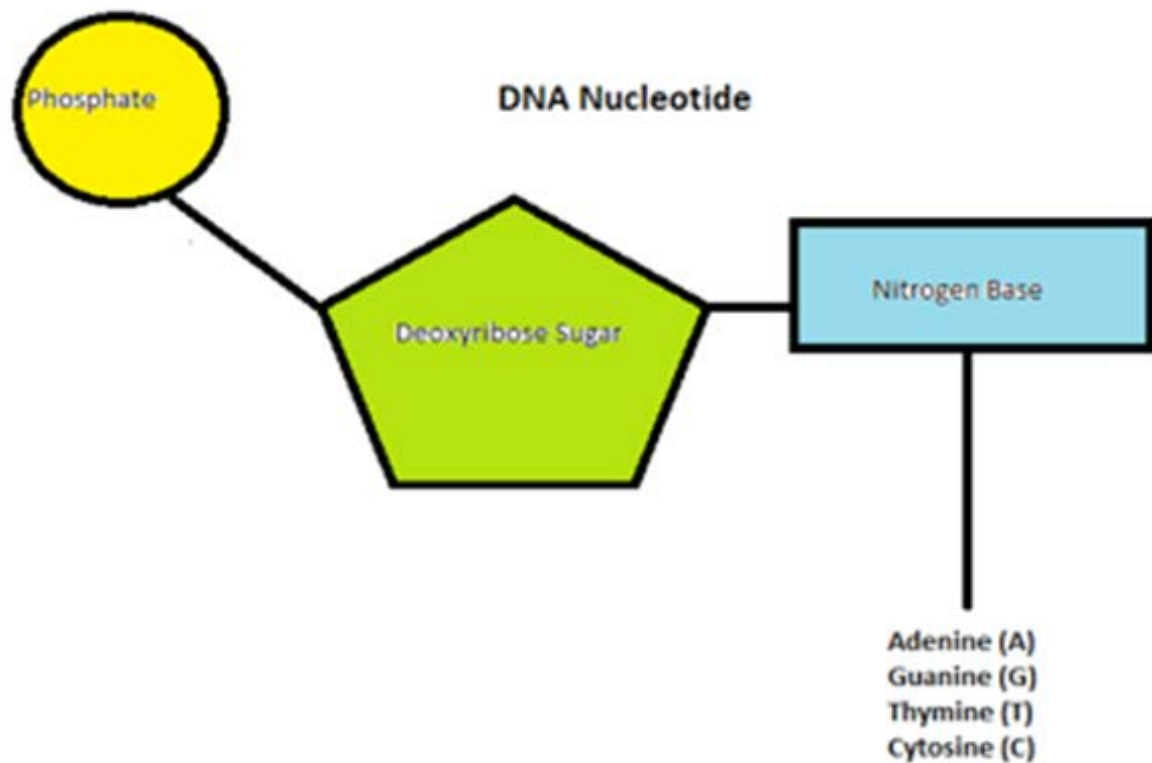 Phosphate
DNA Nucleotide
Deoxyribose Sugar
Nitrogen Base
Adenine (A)
Guanine (G)
Thymine (T)
Cytosine (C)